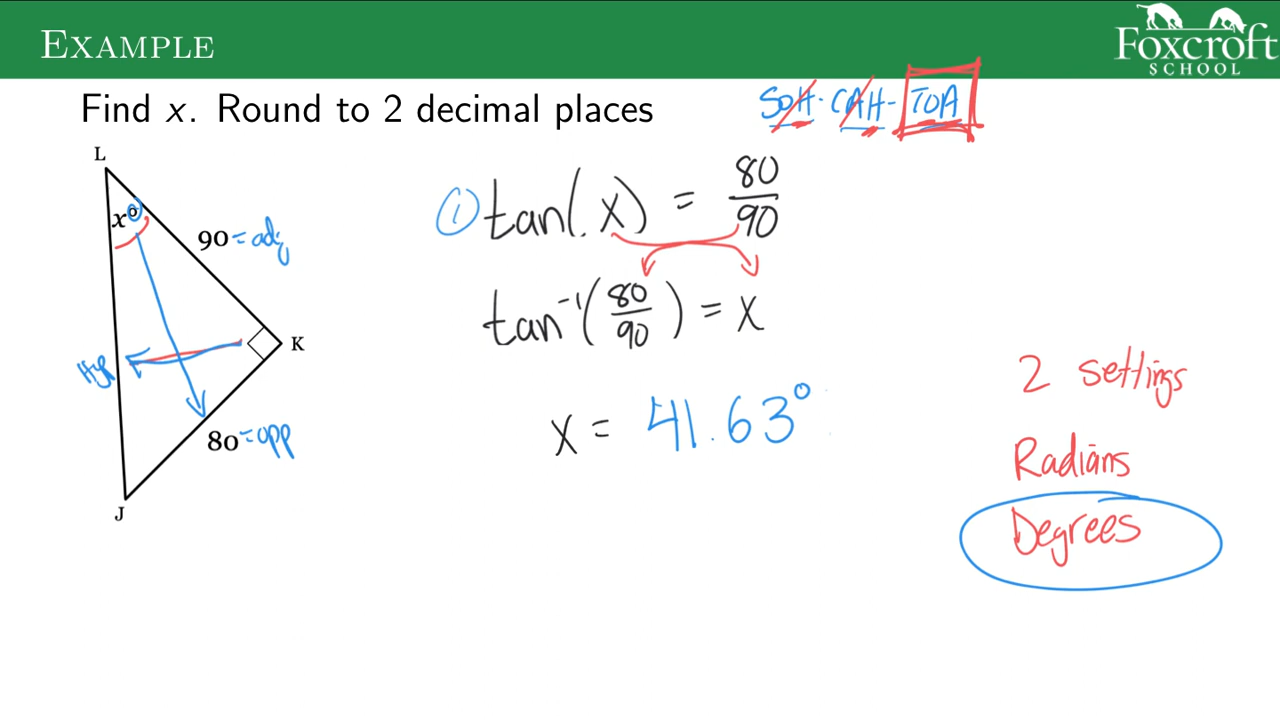 EXAMPLE
Foxcroft
SCHOOL
Find x. Round to 2 decimal places
SOH-CAH-TOA
L
x°
90 = adj
K
Hyp
80 = opp
J
① tan(x) = 80/90
tan⁻¹(80/90) = x
x = 41.63°
2 settings
Radians
Degrees